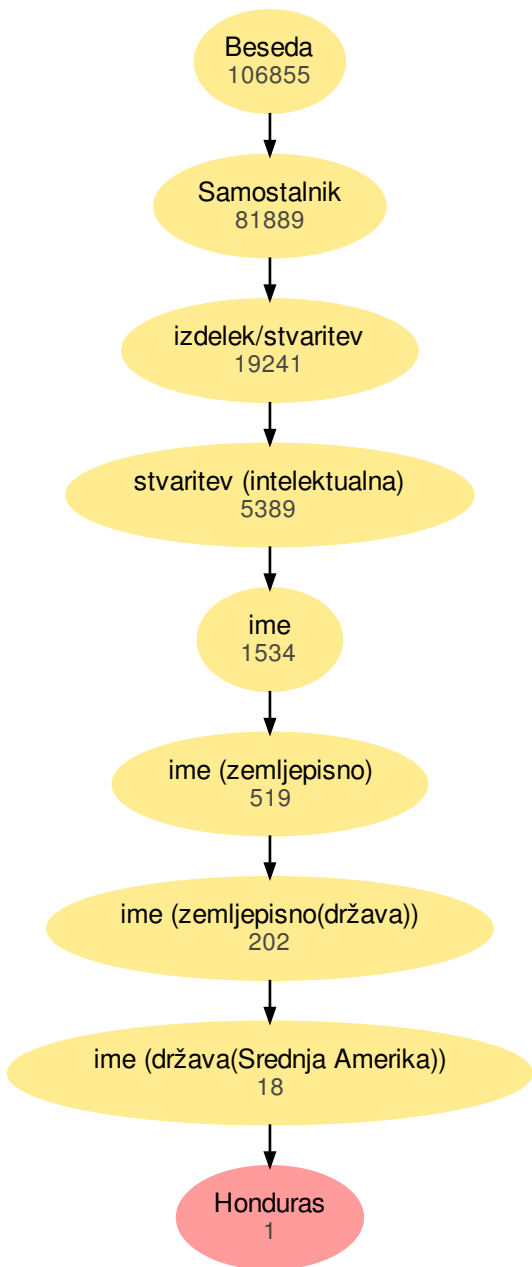 Beseda
106855
Samostalnik
81889
izdelek/stvaritev
19241
stvaritev (intelektualna)
5389
ime
1534
ime (zemljepisno)
519
ime (zemljepisno(država))
202
ime (država(Srednja Amerika))
18
Honduras
1